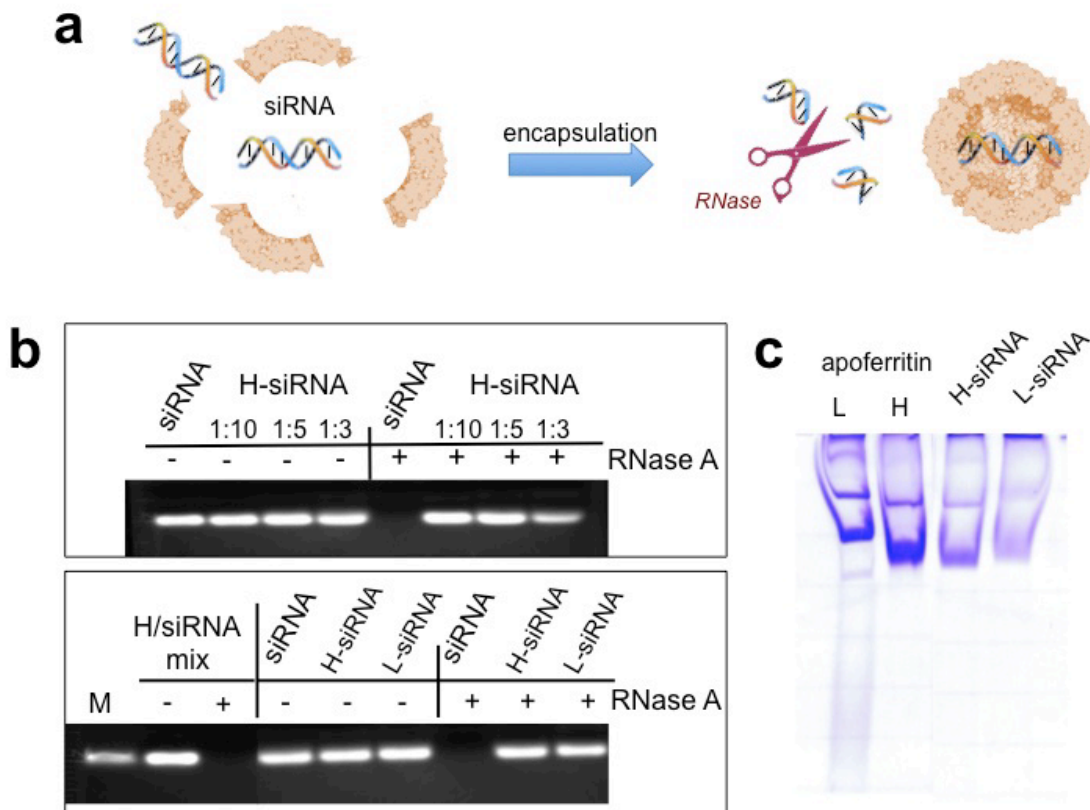 a
siRNA
encapsulation
RNase
b
siRNA H-siRNA siRNA H-siRNA
1:10 1:5 1:3 1:10 1:5 1:3
- - - - + + + + RNase A
H/siRNA mix siRNA H-siRNA L-siRNA siRNA H-siRNA L-siRNA
M - + - - - + + + RNase A
c
apoferritin H-siRNA L-siRNA
L H